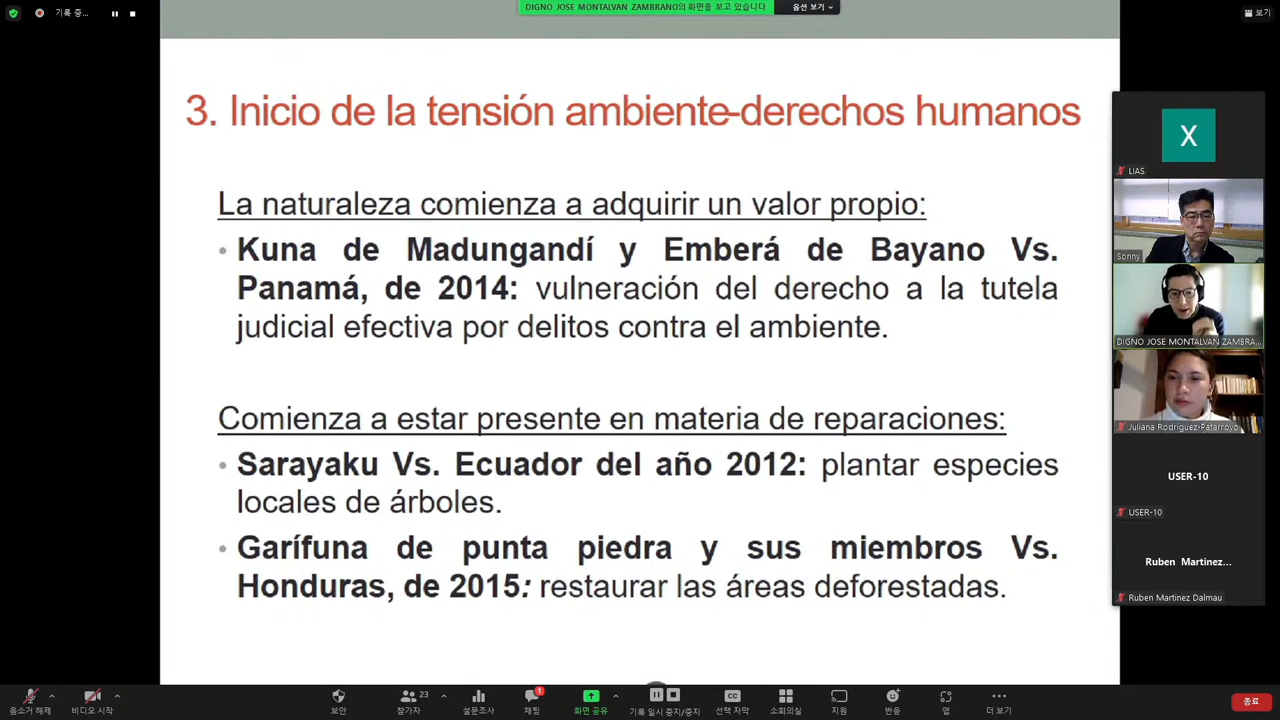 기록 중...
DIGNO JOSE MONTALVAN ZAMBRANO의 화면을 보고 있습니다
옵션 보기
보기
3. Inicio de la tensión ambiente-derechos humanos
La naturaleza comienza a adquirir un valor propio:
• Kuna de Madungandí y Emberá de Bayano Vs.
Panamá, de 2014: vulneración del derecho a la tutela
judicial efectiva por delitos contra el ambiente.
Comienza a estar presente en materia de reparaciones:
• Sarayaku Vs. Ecuador del año 2012: plantar especies
locales de árboles.
• Garífuna de punta piedra y sus miembros Vs.
Honduras, de 2015: restaurar las áreas deforestadas.
X
LIAS
Sonny
DIGNO JOSE MONTALVAN ZAMBRA...
Juliana Rodríguez-Patarroyo
USER-10
USER-10
Ruben Martinez...
Ruben Martinez Dalmau
음소거 해제
비디오 시작
보안
23
참가자
설문조사
1
채팅
화면 공유
기록 일시 중지/중지
선택 자막
소회의실
지원
반응
앱
더 보기
종료